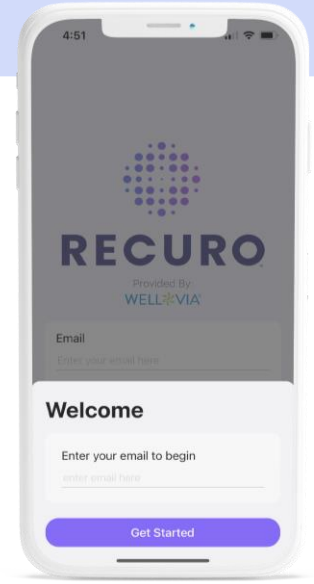 4:51
RECURO
Provided By
WELLVIA
Email
Enter your email here
Welcome
Enter your email to begin
enter email here
Get Started